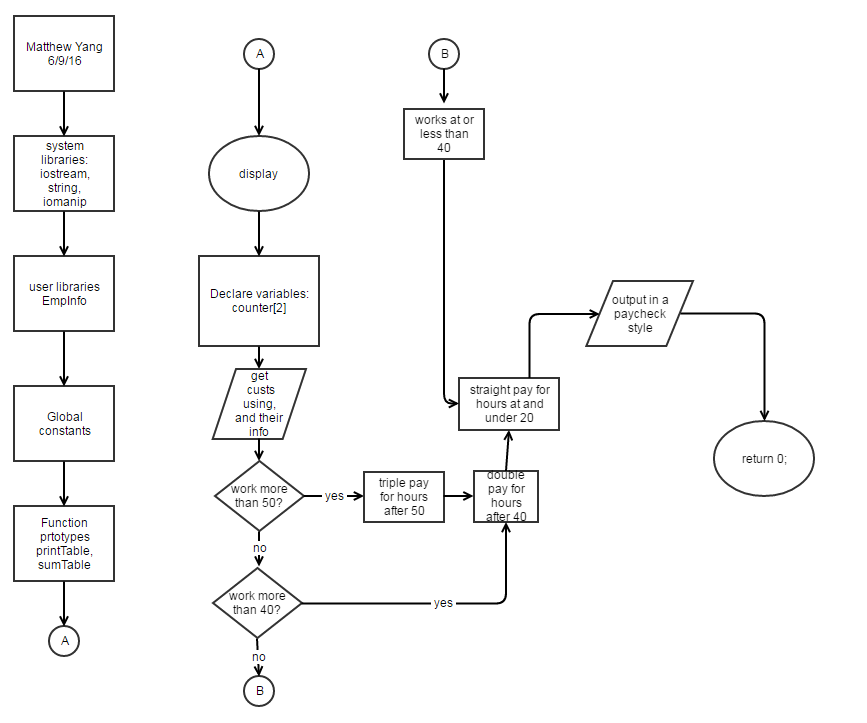 Matthew Yang
6/9/16
system
libraries:
iostream,
string,
iomanip
user libraries
EmpInfo
Global
constants
Function
prtotypes
printTable,
sumTable
A
A
display
Declare variables:
counter[2]
get
custs
using,
and their
info
work more
than 50?
yes
triple pay
for hours
after 50
double
pay for
hours
after 40
no
work more
than 40?
yes
no
B
B
works at or
less than
40
straight pay for
hours at and
under 20
output in a
paycheck
style
return 0;